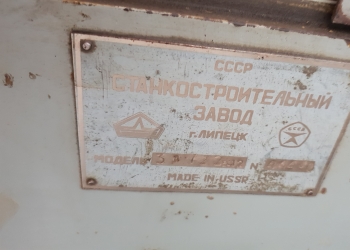 СССР
СТАНКОСТРОИТЕЛЬНЫЙ
ЗАВОД
г. ЛИПЕЦК
МОДЕЛЬ N
MADE IN USSR